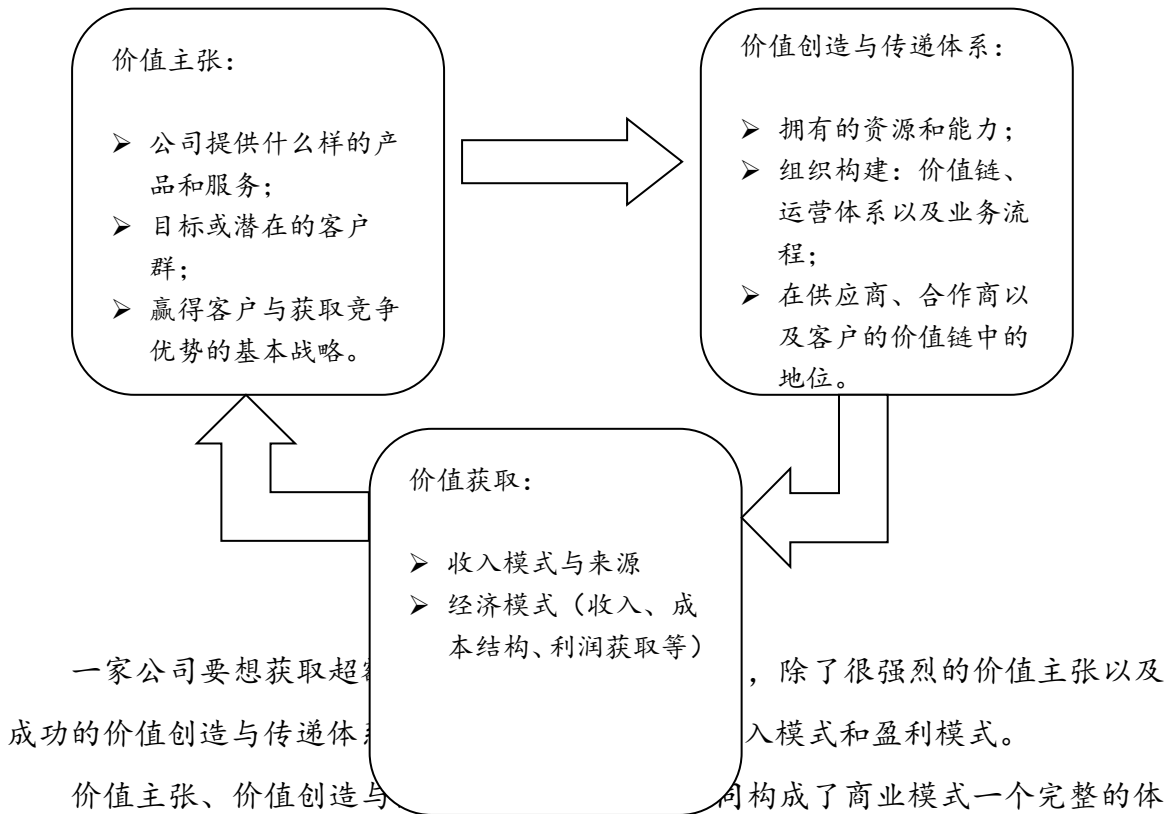 价值主张：
➢ 公司提供什么样的产
品和服务；
➢ 目标或潜在的客户
群；
➢ 赢得客户与获取竞争
优势的基本战略。
价值创造与传递体系：
➢ 拥有的资源和能力；
➢ 组织构建：价值链、
运营体系以及业务流
程；
➢ 在供应商、合作商以
及客户的价值链中的
地位。
价值获取：
➢ 收入模式与来源
➢ 经济模式（收入、成
本结构、利润获取等）
一家公司要想获取超 ，除了很强烈的价值主张以及
成功的价值创造与传递体 入模式和盈利模式。
价值主张、价值创造与 同构成了商业模式一个完整的体